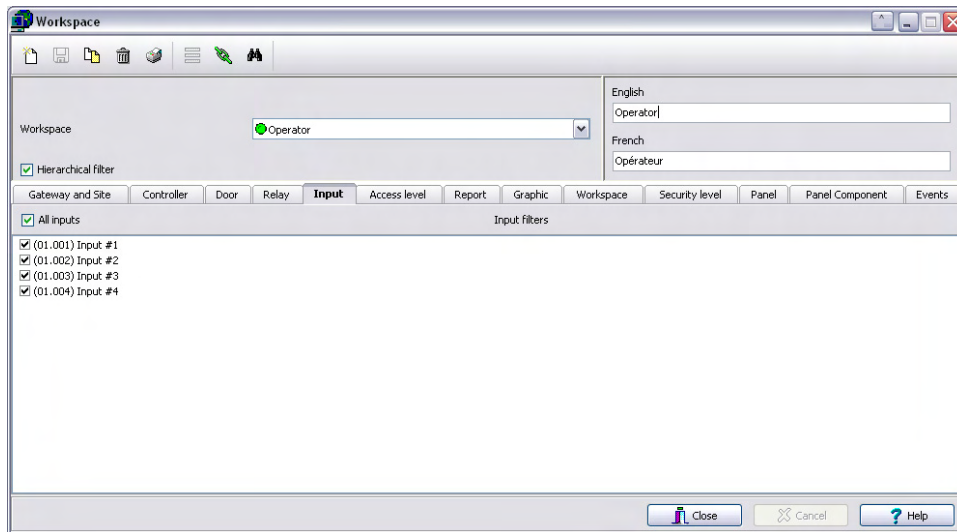 Workspace
English
Operator
Workspace
Operator
French
Opérateur
Hierarchical filter
Gateway and Site Controller Door Relay Input Access level Report Graphic Workspace Security level Panel Panel Component Events
All inputs Input filters
(01.001) Input #1
(01.002) Input #2
(01.003) Input #3
(01.004) Input #4
Close Cancel ? Help